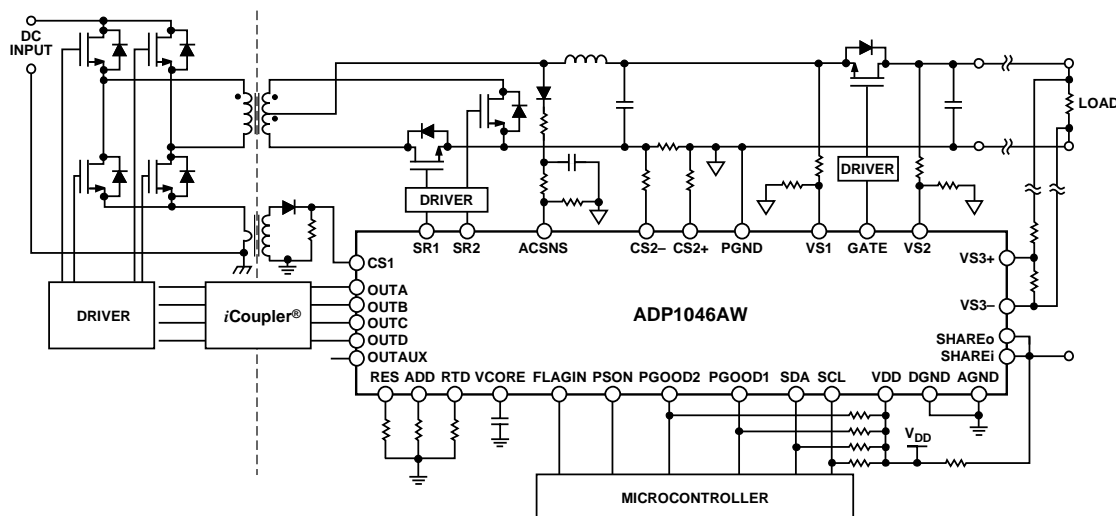 DC
INPUT
LOAD
DRIVER
DRIVER
SR1 SR2 ACSNS CS2– CS2+ PGND VS1 GATE VS2
CS1
VS3+
OUTA
OUTB
OUTC
OUTD
OUTAUX
DRIVER
iCoupler®
ADP1046AW
VS3–
SHAREo
SHAREi
RES ADD RTD VCORE FLAGIN PSON PGOOD2 PGOOD1 SDA SCL VDD DGND AGND
VDD
MICROCONTROLLER